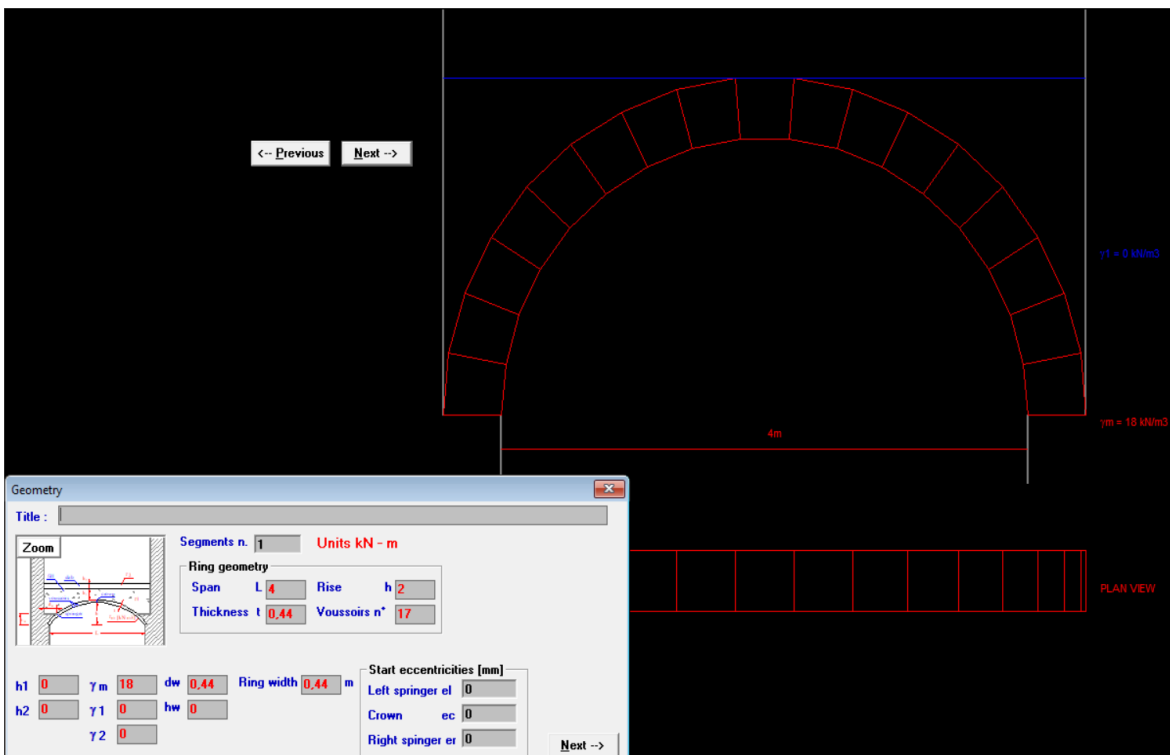 <-- Previous
Next -->
γ1 = 0 kN/m3
γm = 18 kN/m3
4m
PLAN VIEW
Geometry
Title :
Zoom
Segments n. 1 Units kN - m
Ring geometry
Span L 4 Rise h 2
Thickness t 0,44 Voussoirs n° 17
h1 0 γ m 18 dw 0,44 Ring width 0,44 m
h2 0 γ 1 0 hw 0
γ 2 0
Start eccentricities [mm]
Left springer el 0
Crown ec 0
Right spinger er 0
Next -->